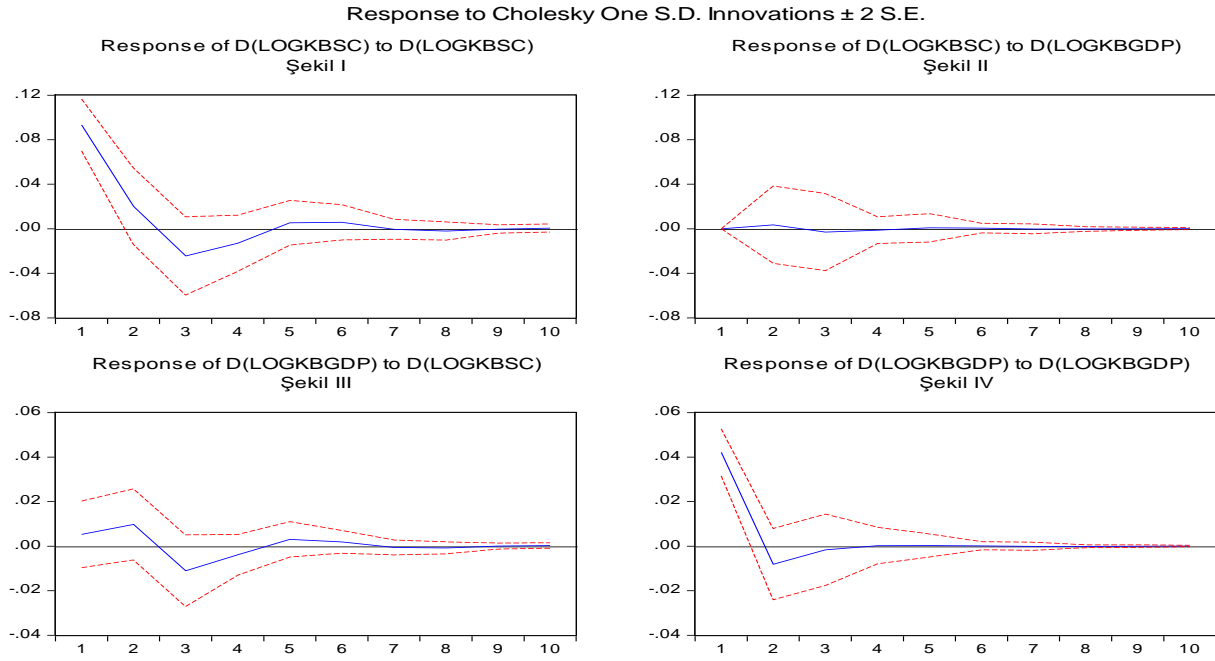 Response to Cholesky One S.D. Innovations ± 2 S.E.
Response of D(LOGKBSC) to D(LOGKBSC)
Şekil I
.12
.08
.04
.00
-.04
-.08
1 2 3 4 5 6 7 8 9 10
Response of D(LOGKBSC) to D(LOGKBGDP)
Şekil II
.12
.08
.04
.00
-.04
-.08
1 2 3 4 5 6 7 8 9 10
Response of D(LOGKBGDP) to D(LOGKBSC)
Şekil III
.06
.04
.02
.00
-.02
-.04
1 2 3 4 5 6 7 8 9 10
Response of D(LOGKBGDP) to D(LOGKBGDP)
Şekil IV
.06
.04
.02
.00
-.02
-.04
1 2 3 4 5 6 7 8 9 10